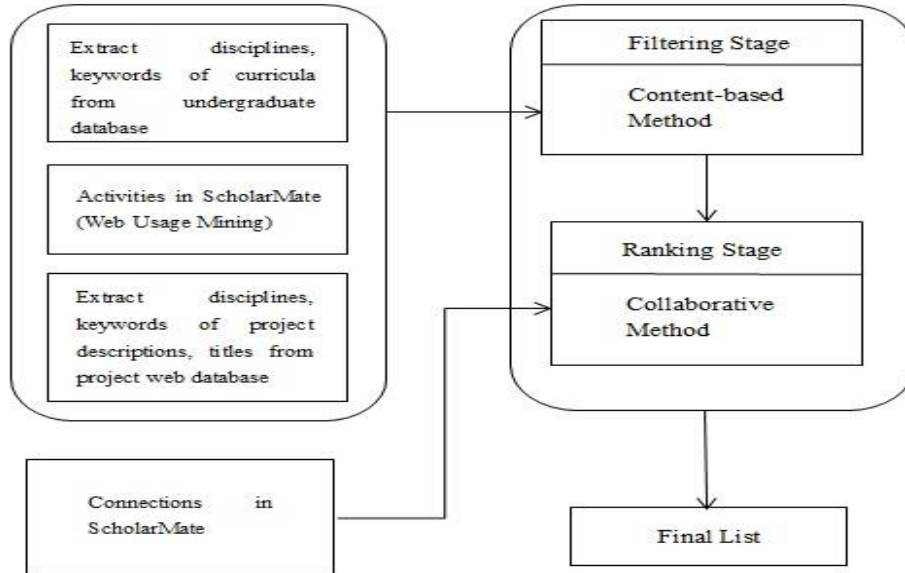 Extract disciplines,
keywords of curricula
from undergraduate
database
Activities in ScholarMate
(Web Usage Mining)
Extract disciplines,
keywords of project
descriptions, titles from
project web database
Connections in
ScholarMate
Filtering Stage
Content-based
Method
Ranking Stage
Collaborative
Method
Final List